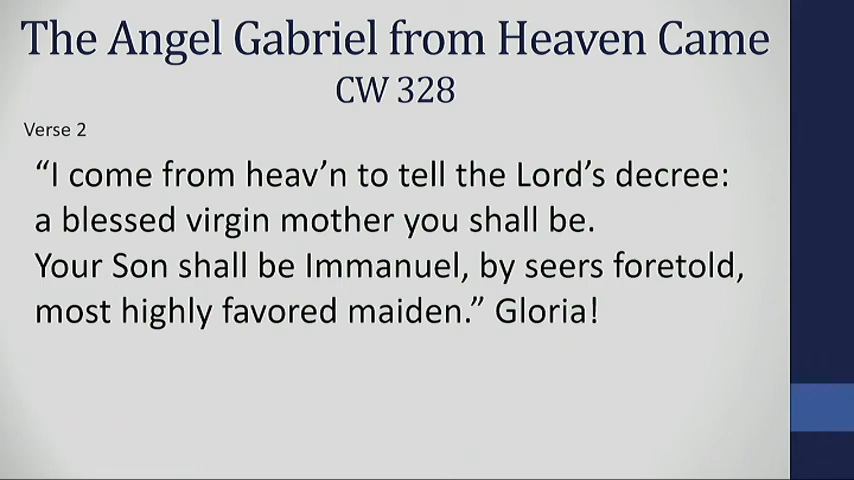 The Angel Gabriel from Heaven Came
CW 328
Verse 2
“I come from heav’n to tell the Lord’s decree:
a blessed virgin mother you shall be.
Your Son shall be Immanuel, by seers foretold,
most highly favored maiden.” Gloria!